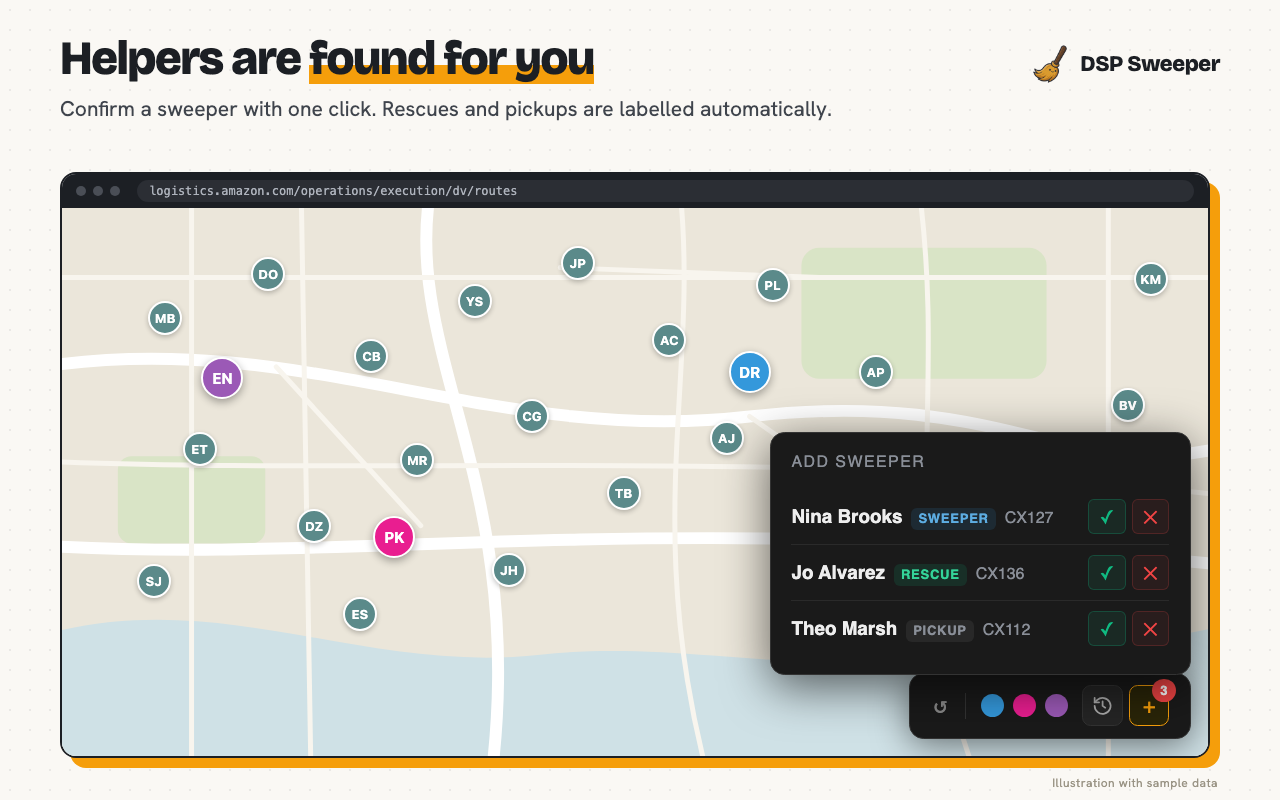 Helpers are found for you
DSP Sweeper
Confirm a sweeper with one click. Rescues and pickups are labelled automatically.
logistics.amazon.com/operations/execution/dv/routes
JP
DO
KM
PL
YS
MB
AC
CB
DR
AP
EN
BV
CG
AJ
ET
MR
ADD SWEEPER
TB
Nina Brooks SWEEPER CX127 ✓ ✕
DZ
PK
JH
Jo Alvarez RESCUE CX136 ✓ ✕
SJ
ES
Theo Marsh PICKUP CX112 ✓ ✕
3
↺ +
Illustration with sample data